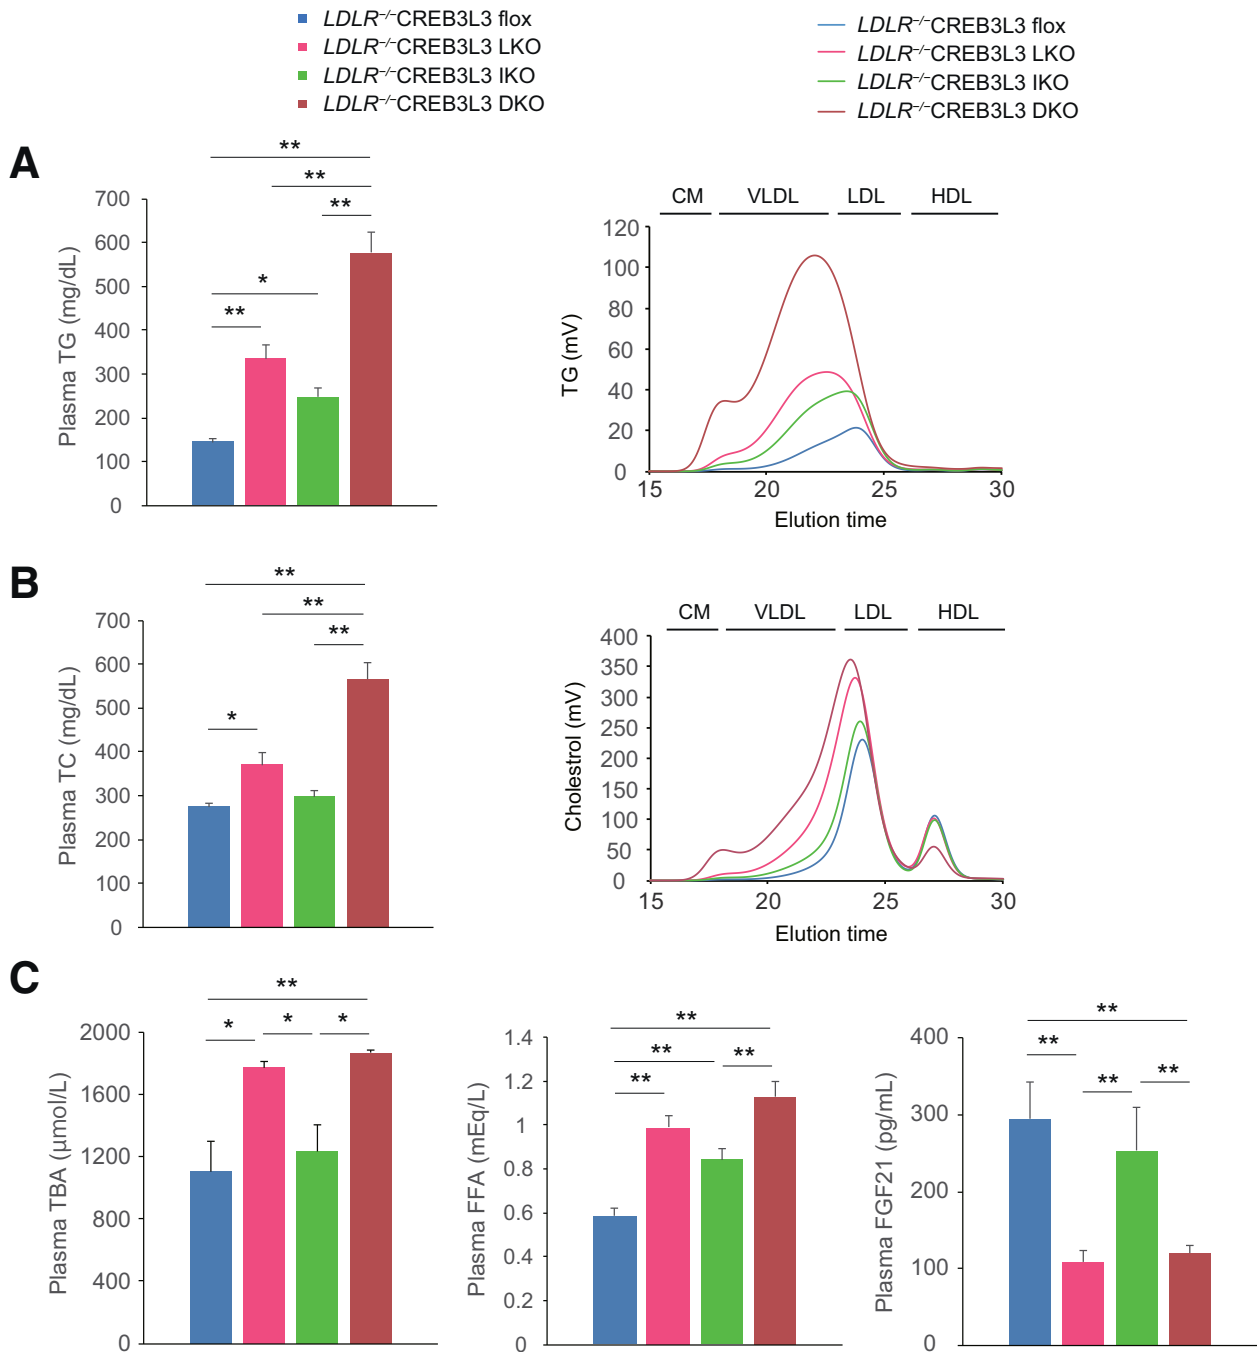 LDLR–/–CREB3L3 flox
LDLR–/–CREB3L3 LKO
LDLR–/–CREB3L3 IKO
LDLR–/–CREB3L3 DKO
LDLR–/–CREB3L3 flox
LDLR–/–CREB3L3 LKO
LDLR–/–CREB3L3 IKO
LDLR–/–CREB3L3 DKO
A
**
**
**
*
**
Plasma TG (mg/dL)
700
600
500
400
300
200
100
0
CM VLDL LDL HDL
TG (mV)
120
100
80
60
40
20
0
15 20 25 30
Elution time
B
**
**
**
*
Plasma TC (mg/dL)
700
600
500
400
300
200
100
0
CM VLDL LDL HDL
Cholestrol (mV)
400
350
300
250
200
150
100
50
0
15 20 25 30
Elution time
C
**
* * *
Plasma TBA (µmol/L)
2000
1600
1200
800
400
0
**
**
**
**
Plasma FFA (mEq/L)
1.4
1.2
1
0.8
0.6
0.4
0.2
0
**
**
**
**
Plasma FGF21 (pg/mL)
400
300
200
100
0